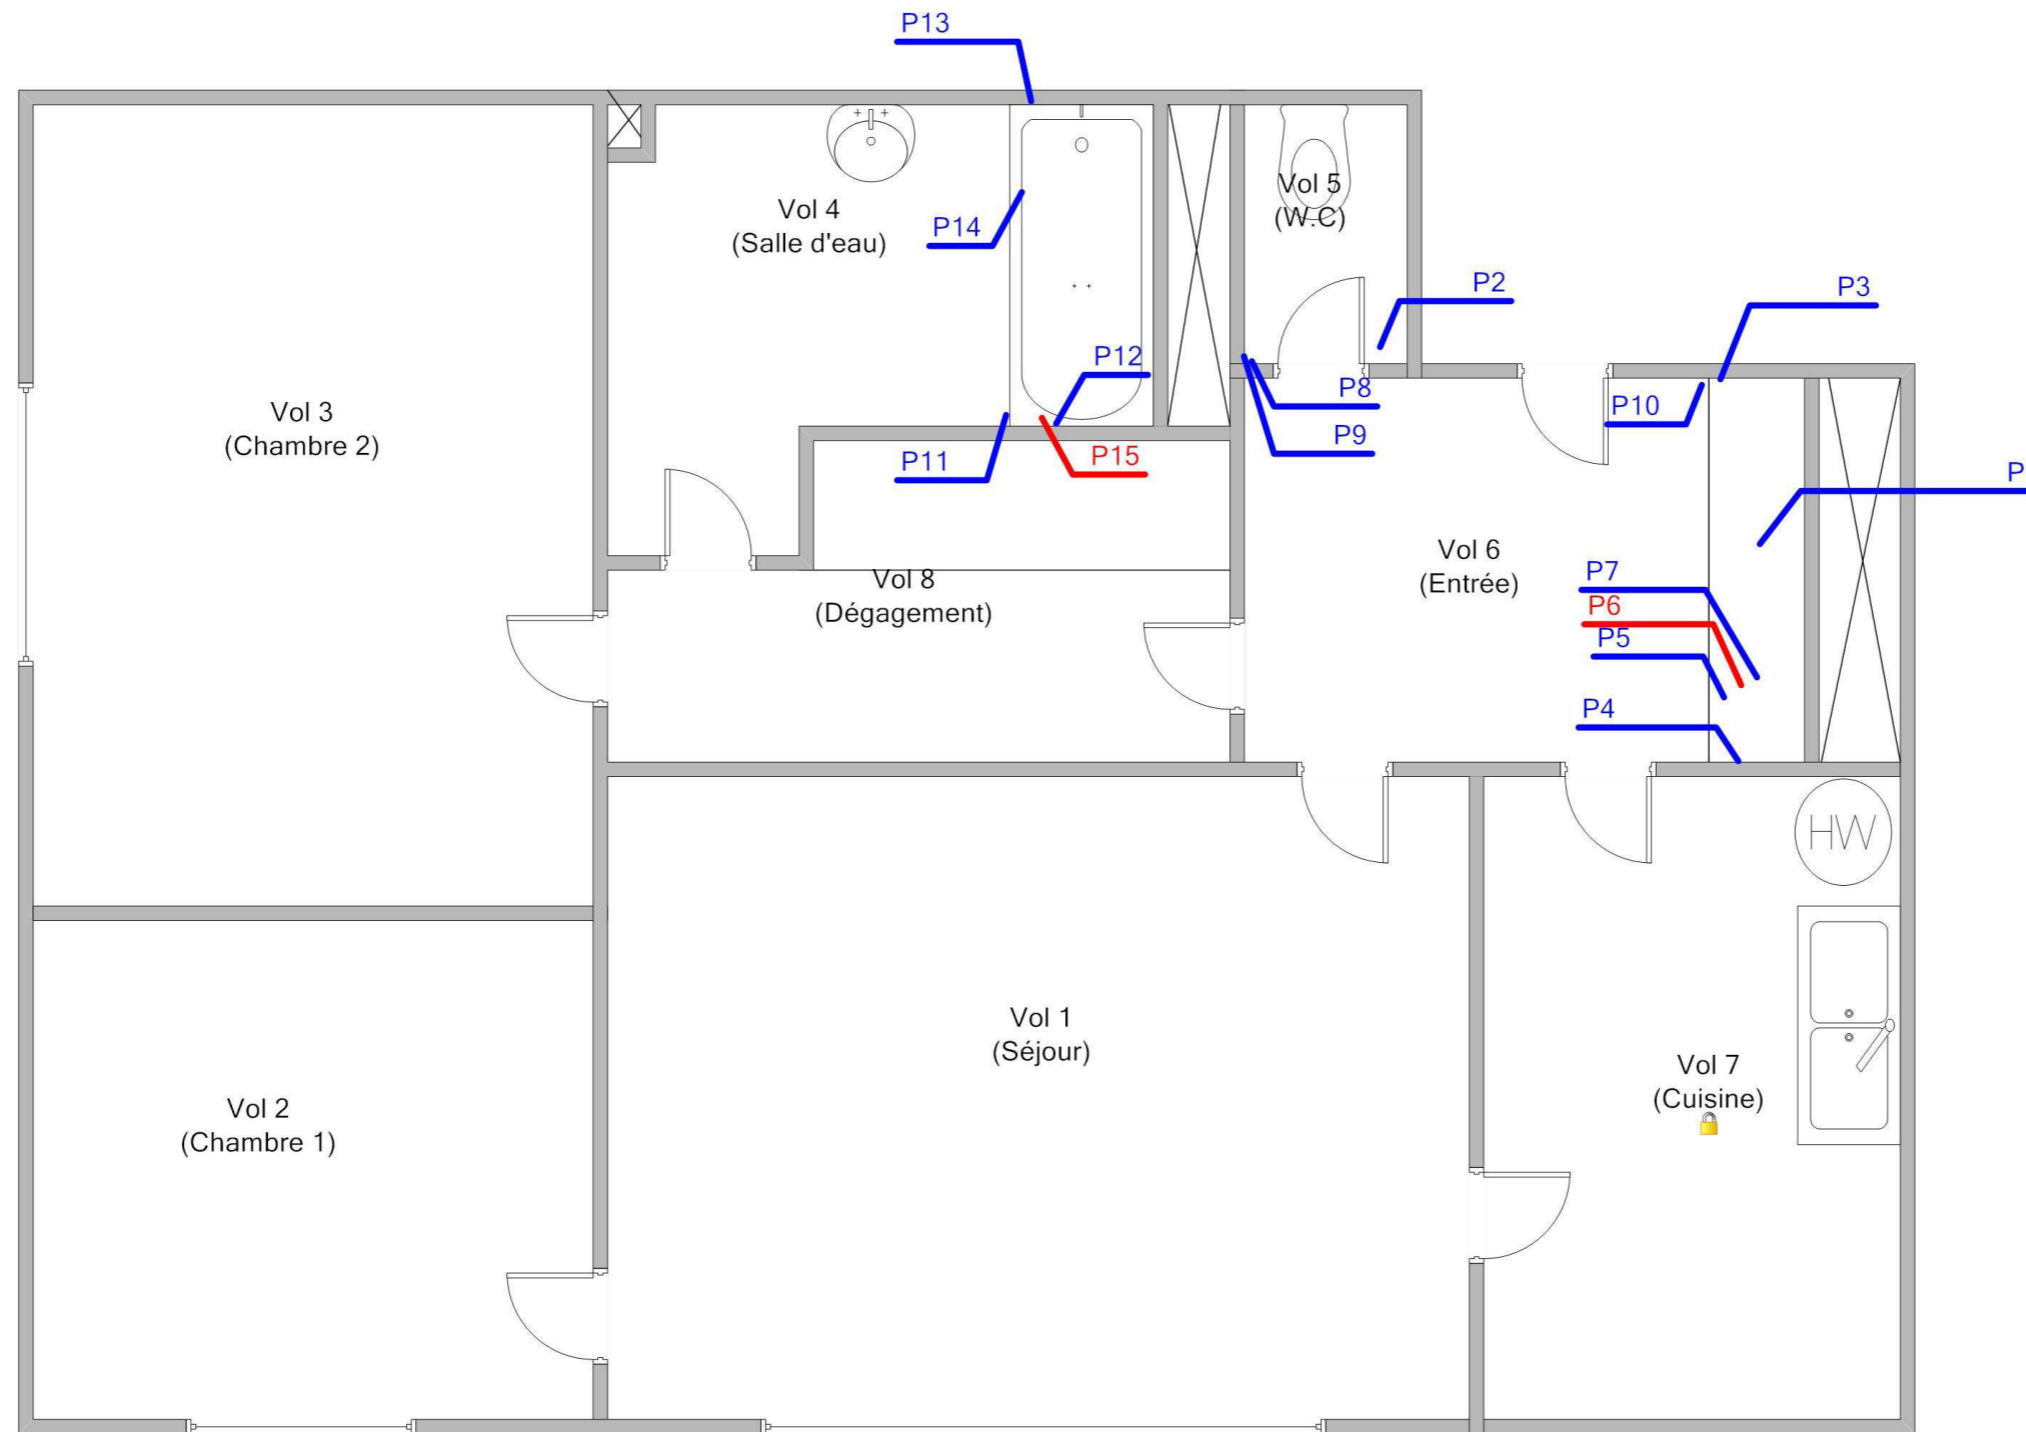 P13
Vol 4
(Salle d'eau)
P14
Vol 5
(W.C)
P2
P3
P12
P8
P10
P9
P11
P15
Vol 3
(Chambre 2)
P
Vol 6
(Entrée)
P7
P6
P5
P4
Vol 8
(Dégagement)
HW
Vol 1
(Séjour)
Vol 7
(Cuisine)
Vol 2
(Chambre 1)